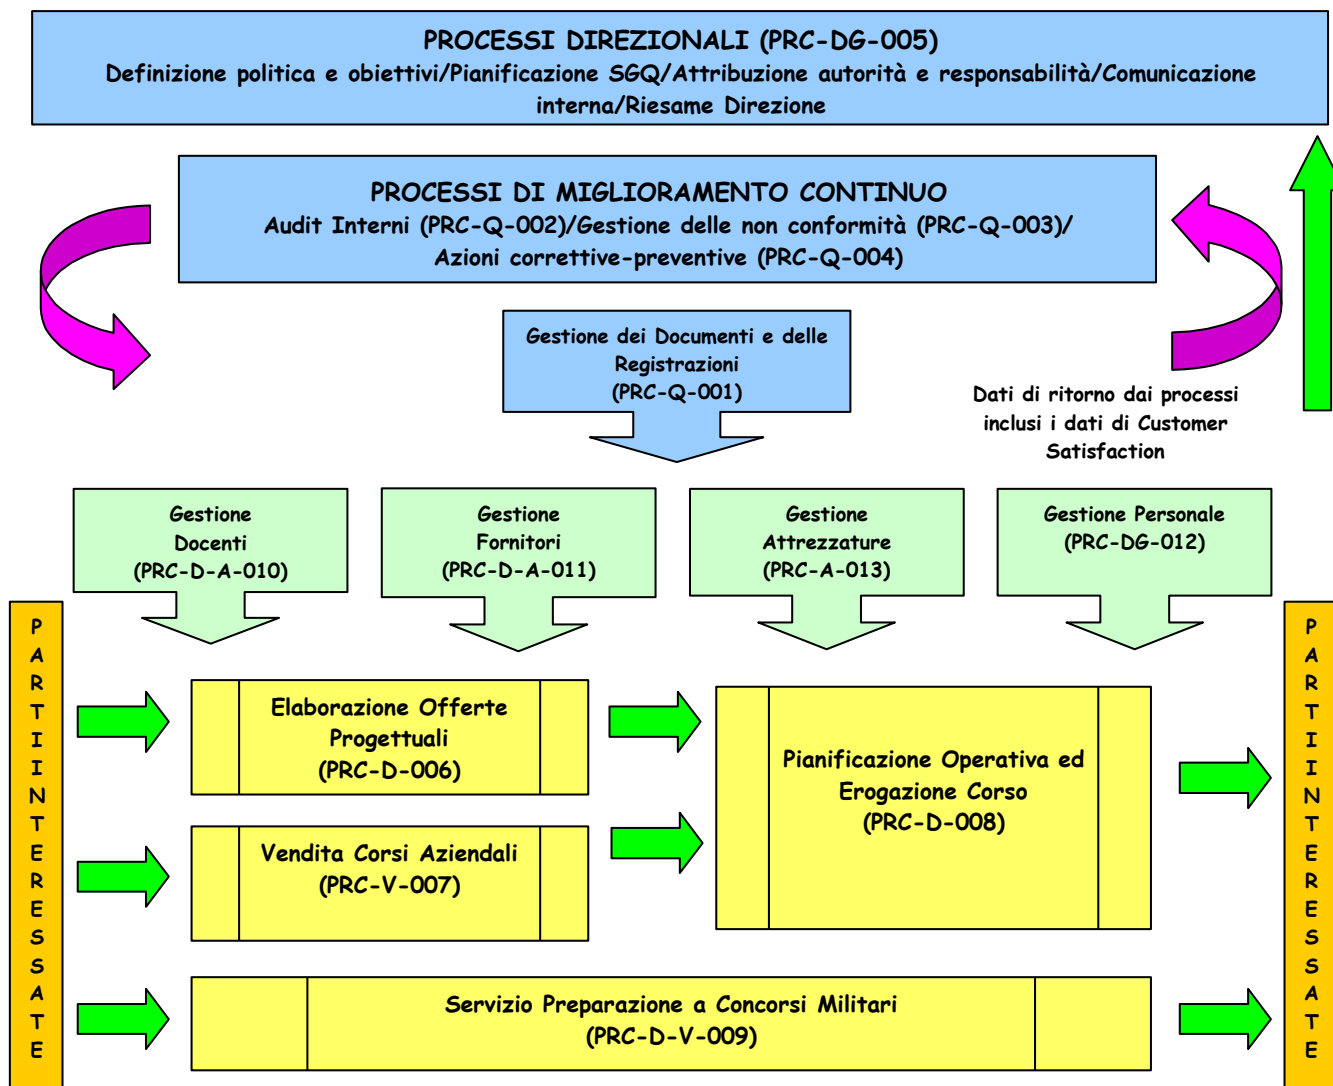 PROCESSI DIREZIONALI (PRC-DG-005)
Definizione politica e obiettivi/Pianificazione SGQ/Attribuzione autorità e responsabilità/Comunicazione
interna/Riesame Direzione
PROCESSI DI MIGLIORAMENTO CONTINUO
Audit Interni (PRC-Q-002)/Gestione delle non conformità (PRC-Q-003)/
Azioni correttive-preventive (PRC-Q-004)
Gestione dei Documenti e delle
Registrazioni
(PRC-Q-001)
Dati di ritorno dai processi
inclusi i dati di Customer
Satisfaction
Gestione
Docenti
(PRC-D-A-010)
Gestione
Fornitori
(PRC-D-A-011)
Gestione
Attrezzature
(PRC-A-013)
Gestione Personale
(PRC-DG-012)
P
A
R
T
I
I
N
T
E
R
E
S
S
A
T
E
Elaborazione Offerte
Progettuali
(PRC-D-006)
Vendita Corsi Aziendali
(PRC-V-007)
Pianificazione Operativa ed
Erogazione Corso
(PRC-D-008)
Servizio Preparazione a Concorsi Militari
(PRC-D-V-009)
P
A
R
T
I
I
N
T
E
R
E
S
S
A
T
E